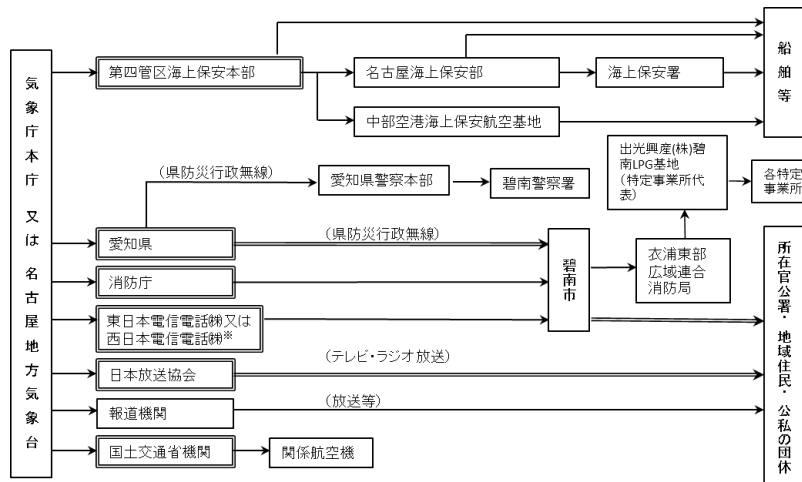 気象庁本庁 又は 名古屋地方気象台
第四管区海上保安本部
名古屋海上保安部
海上保安署
船舶等
中部空港海上保安航空基地
出光興産(株)碧
南LPG基地
(特定事業所代
表)
各特定
事業所
(県防災行政無線)
愛知県警察本部
碧南警察署
愛知県
(県防災行政無線)
碧南市
衣浦東部
広域連合
消防局
所在官公署・地域住民・公私の団体
消防庁
東日本電信電話㈱又は
西日本電信電話㈱※
日本放送協会
(テレビ・ラジオ放送)
報道機関
(放送等)
国土交通省機関
関係航空機